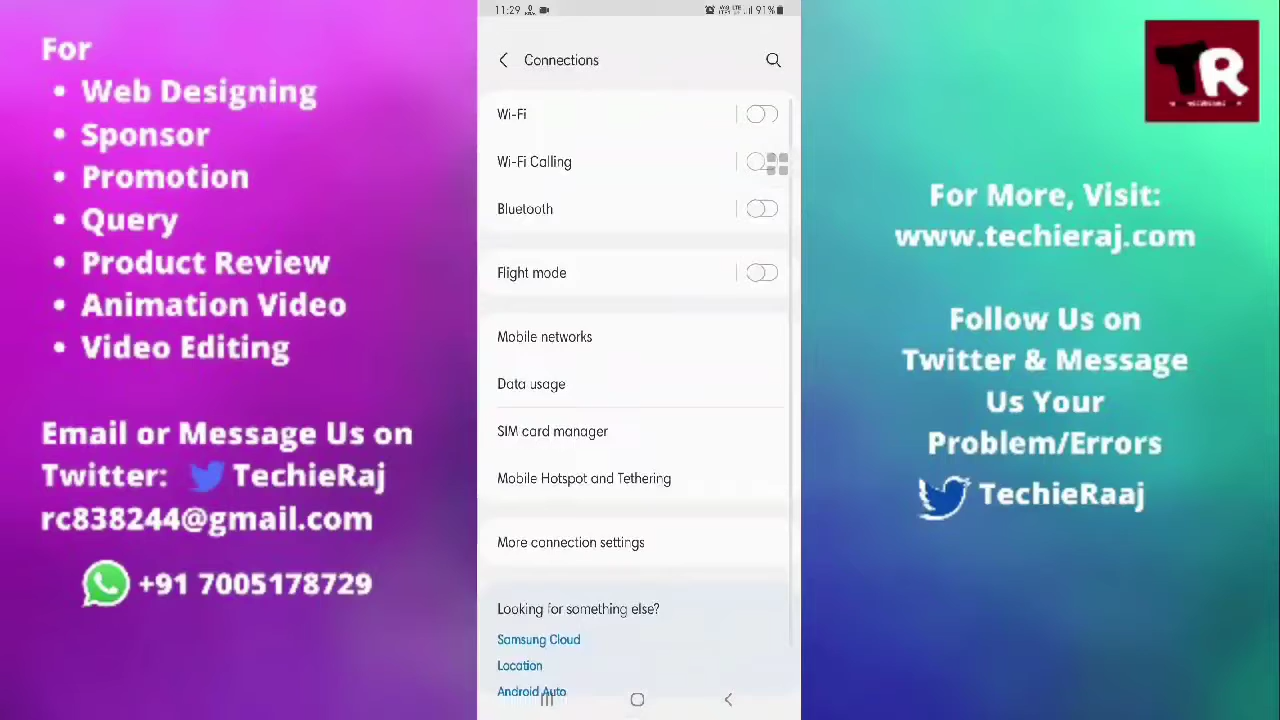 For
• Web Designing
• Sponsor
• Promotion
• Query
• Product Review
• Animation Video
• Video Editing
Email or Message Us on
Twitter: TechieRaj
rc838244@gmail.com
+91 7005178729
11:29
91%
Connections
Wi-Fi
Wi-Fi Calling
Bluetooth
Flight mode
Mobile networks
Data usage
SIM card manager
Mobile Hotspot and Tethering
More connection settings
Looking for something else?
Samsung Cloud
Location
Android Auto
TR
For More, Visit:
www.techieraj.com
Follow Us on
Twitter & Message
Us Your
Problem/Errors
TechieRaaj